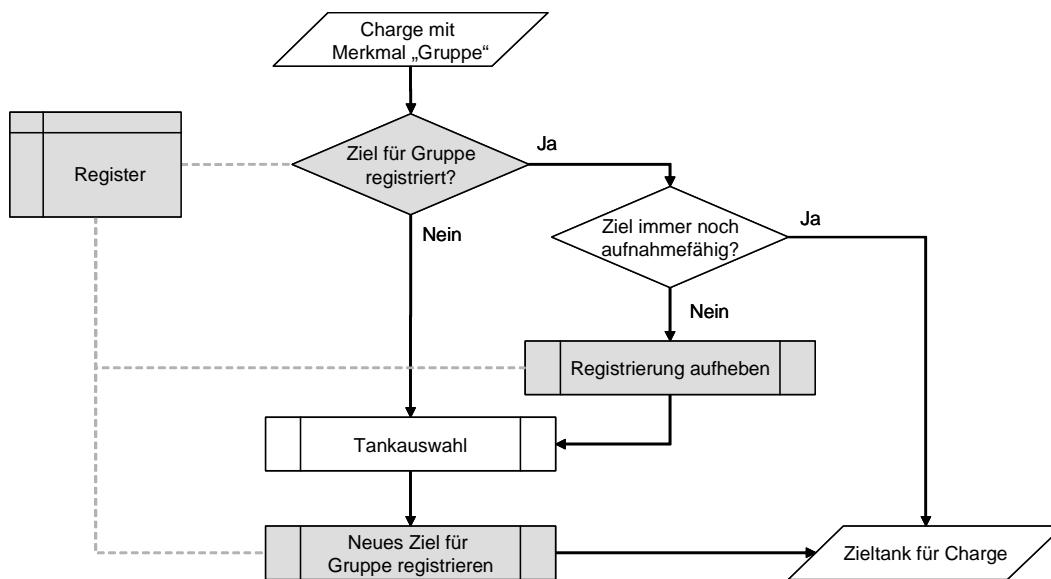 Charge mit
Merkmal „Gruppe“
Register
Ziel für Gruppe
registriert?
Ja
Nein
Ziel immer noch
aufnahmefähig?
Ja
Nein
Registrierung aufheben
Tankauswahl
Neues Ziel für
Gruppe registrieren
Zieltank für Charge